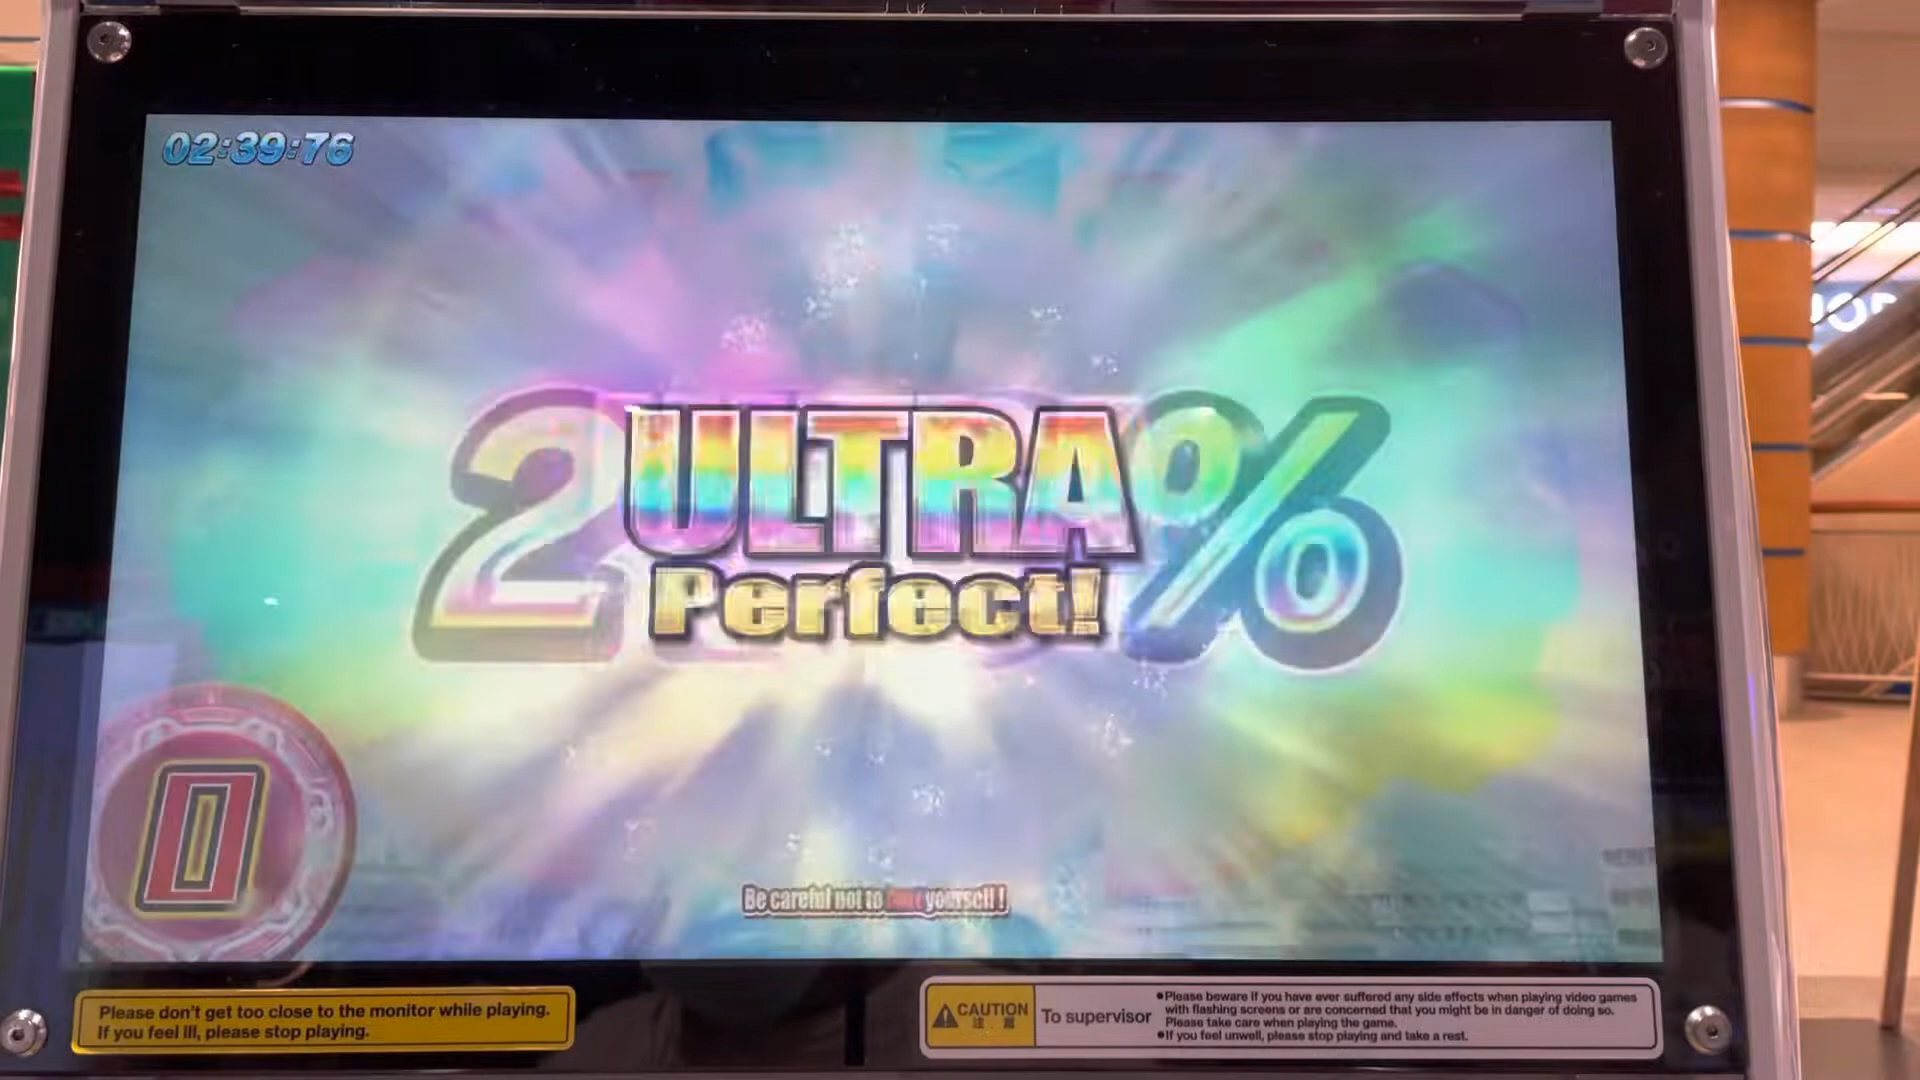 02:39:76
2 %
ULTRA
Perfect!
0
Be careful not to yourself!
Please don't get too close to the monitor while playing.
If you feel ill, please stop playing.
CAUTION
To supervisor
●Please beware if you have ever suffered any side effects when playing video games
with flashing screens or are concerned that you might be in danger of doing so.
Please take care when playing the game.
●If you feel unwell, please stop playing and take a rest.